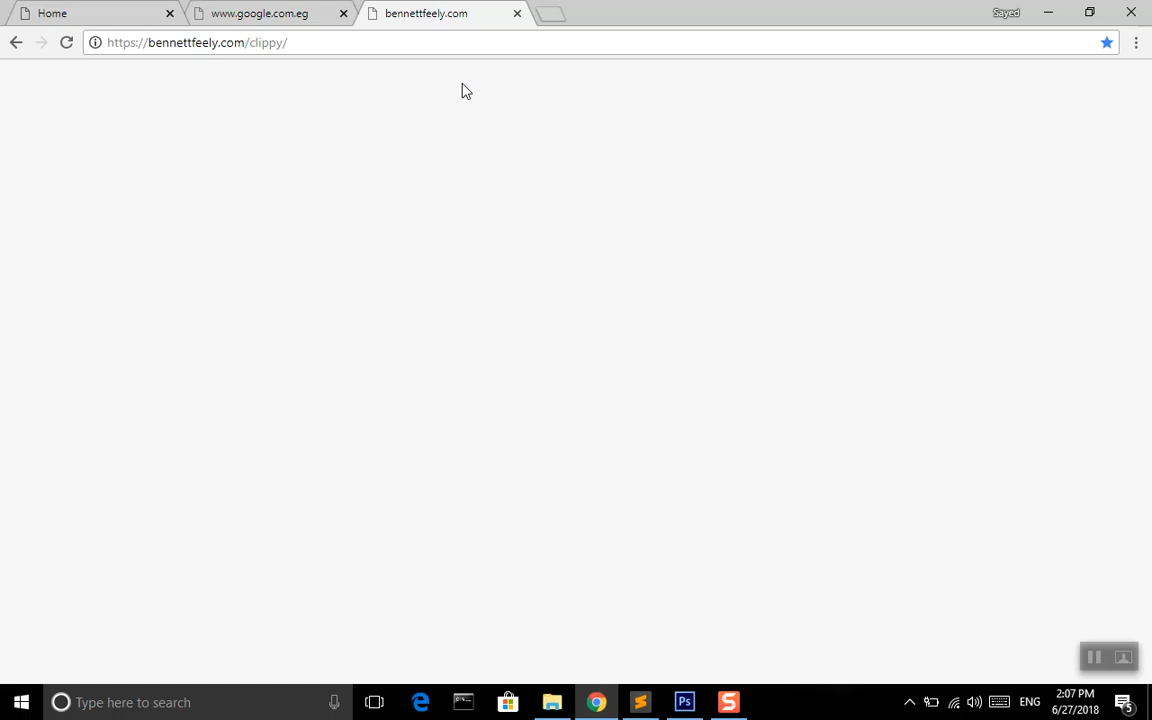 Home
www.google.com.eg
bennettfeely.com
Sayed
https://bennettfeely.com/clippy/
Type here to search
ENG
2:07 PM
6/27/2018
5